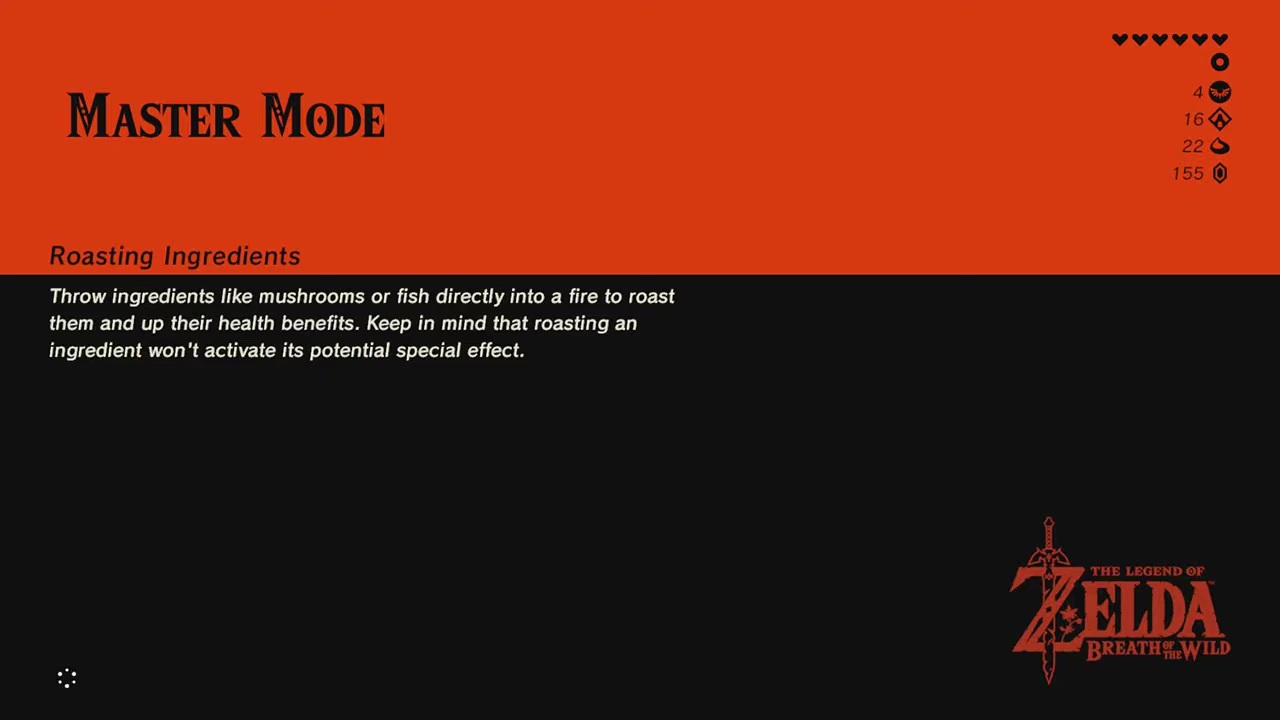 Master Mode
4
16
22
155
Roasting Ingredients
Throw ingredients like mushrooms or fish directly into a fire to roast
them and up their health benefits. Keep in mind that roasting an
ingredient won't activate its potential special effect.
THE LEGEND OF
ZELDA™
BREATH OF THE WILD